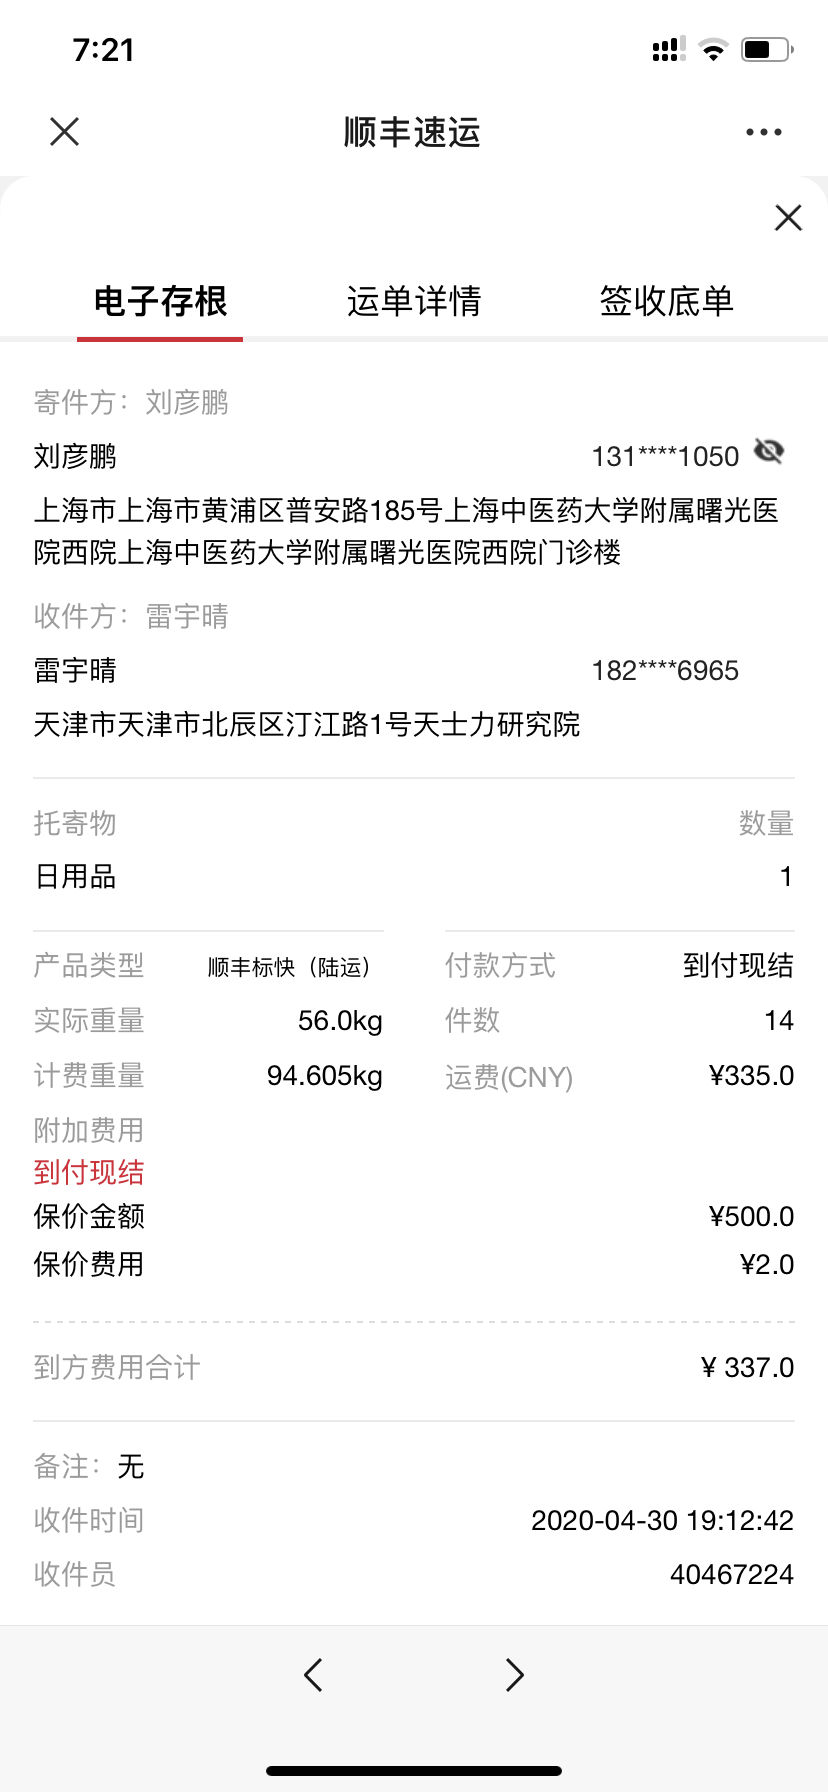 7:21
顺丰速运
电子存根 运单详情 签收底单
寄件方：刘彦鹏
刘彦鹏 131****1050
上海市上海市黄浦区普安路185号上海中医药大学附属曙光医
院西院上海中医药大学附属曙光医院西院门诊楼
收件方：雷宇晴
雷宇晴 182****6965
天津市天津市北辰区汀江路1号天士力研究院
托寄物 数量
日用品 1
产品类型 顺丰标快（陆运） 付款方式 到付现结
实际重量 56.0kg 件数 14
计费重量 94.605kg 运费(CNY) ¥335.0
附加费用
到付现结
保价金额 ¥500.0
保价费用 ¥2.0
到方费用合计 ¥ 337.0
备注：无
收件时间 2020-04-30 19:12:42
收件员 40467224